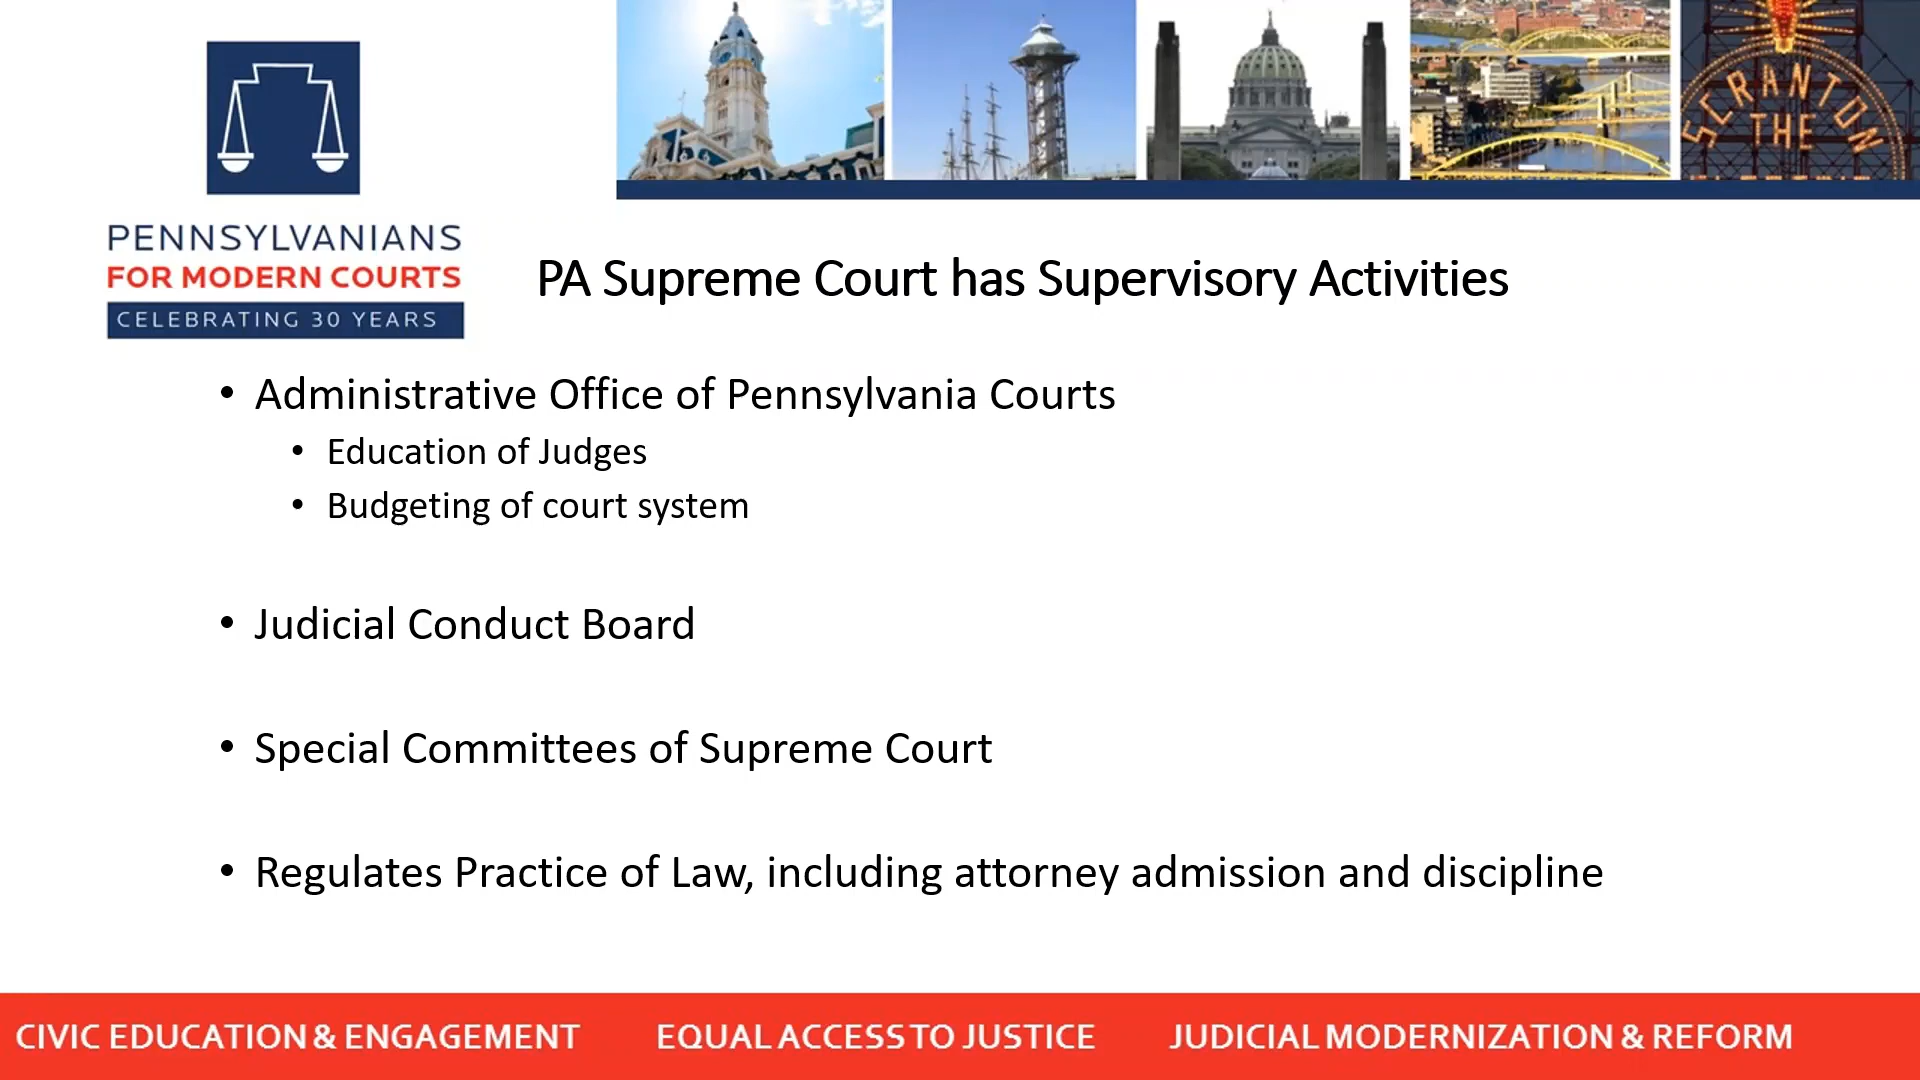 SCRANTON
THE
PENNSYLVANIANS
FOR MODERN COURTS
CELEBRATING 30 YEARS
PA Supreme Court has Supervisory Activities
• Administrative Office of Pennsylvania Courts
• Education of Judges
• Budgeting of court system
• Judicial Conduct Board
• Special Committees of Supreme Court
• Regulates Practice of Law, including attorney admission and discipline
CIVIC EDUCATION & ENGAGEMENT EQUAL ACCESS TO JUSTICE JUDICIAL MODERNIZATION & REFORM